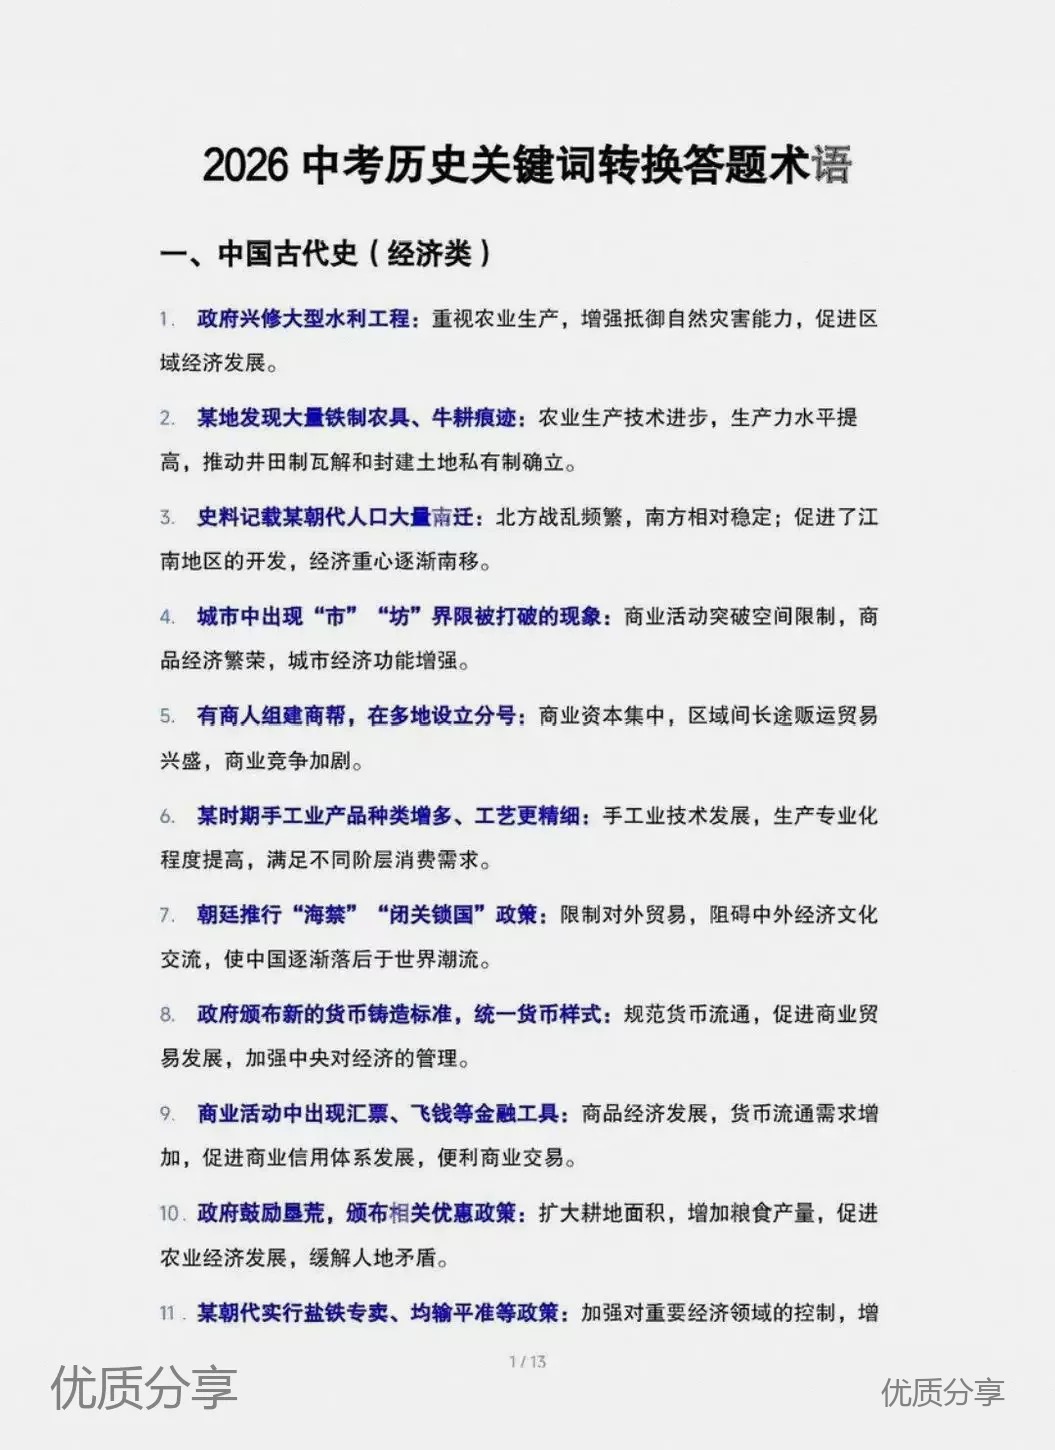 2026 中考历史关键词转换答题术语
一、中国古代史（经济类）
1. 政府兴修大型水利工程：重视农业生产，增强抵御自然灾害能力，促进区
域经济发展。
2. 某地发现大量铁制农具、牛耕痕迹：农业生产技术进步，生产力水平提
高，推动井田制瓦解和封建土地私有制确立。
3. 史料记载某朝代人口大量南迁：北方战乱频繁，南方相对稳定；促进了江
南地区的开发，经济重心逐渐南移。
4. 城市中出现“市”“坊”界限被打破的现象：商业活动突破空间限制，商
品经济繁荣，城市经济功能增强。
5. 有商人组建商帮，在多地设立分号：商业资本集中，区域间长途贩运贸易
兴盛，商业竞争加剧。
6. 某时期手工业产品种类增多、工艺更精细：手工业技术发展，生产专业化
程度提高，满足不同阶层消费需求。
7. 朝廷推行“海禁”“闭关锁国”政策：限制对外贸易，阻碍中外经济文化
交流，使中国逐渐落后于世界潮流。
8. 政府颁布新的货币铸造标准，统一货币样式：规范货币流通，促进商业贸
易发展，加强中央对经济的管理。
9. 商业活动中出现汇票、飞钱等金融工具：商品经济发展，货币流通需求增
加，促进商业信用体系发展，便利商业交易。
10. 政府鼓励垦荒，颁布相关优惠政策：扩大耕地面积，增加粮食产量，促进
农业经济发展，缓解人地矛盾。
11. 某朝代实行盐铁专卖、均输平准等政策：加强对重要经济领域的控制，增
1 / 13
优质分享
优质分享